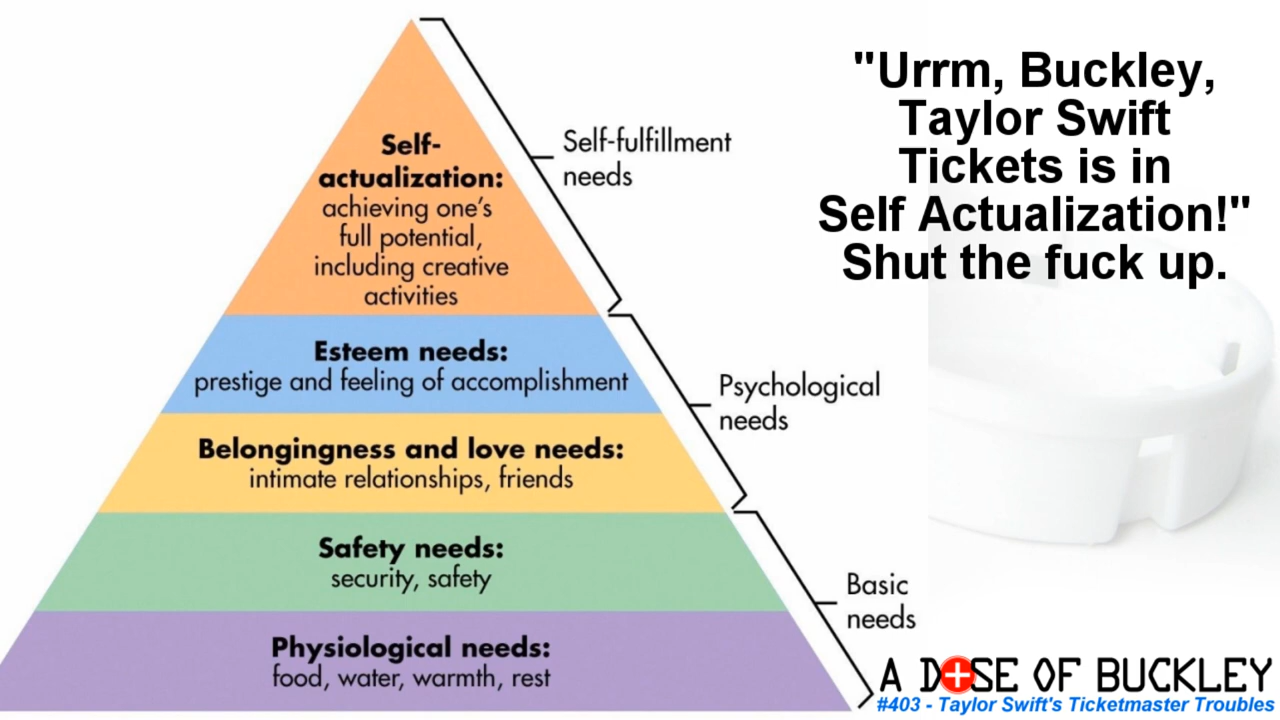 Self-
actualization:
achieving one's
full potential,
including creative
activities
Self-fulfillment
needs
"Urrm, Buckley,
Taylor Swift
Tickets is in
Self Actualization!"
Shut the fuck up.
Esteem needs:
prestige and feeling of accomplishment
Belongingness and love needs:
intimate relationships, friends
Psychological
needs
Safety needs:
security, safety
Physiological needs:
food, water, warmth, rest
Basic
needs
A DOSE OF BUCKLEY
#403 - Taylor Swift's Ticketmaster Troubles